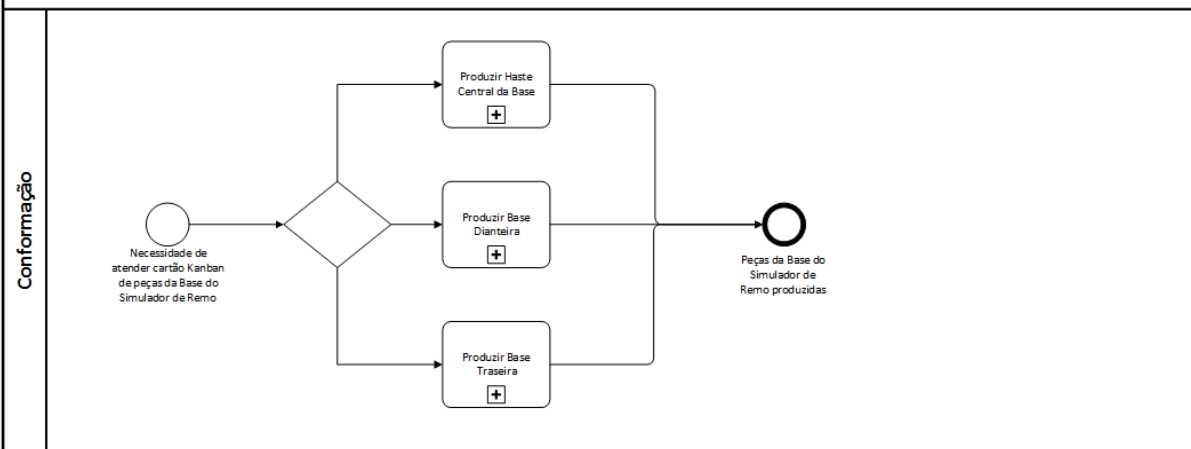 Conformação
Necessidade de
atender cartão Kanban
de peças da Base do
Simulador de Remo
Produzir Haste
Central da Base
Produzir Base
Dianteira
Produzir Base
Traseira
Peças da Base do
Simulador de
Remo produzidas